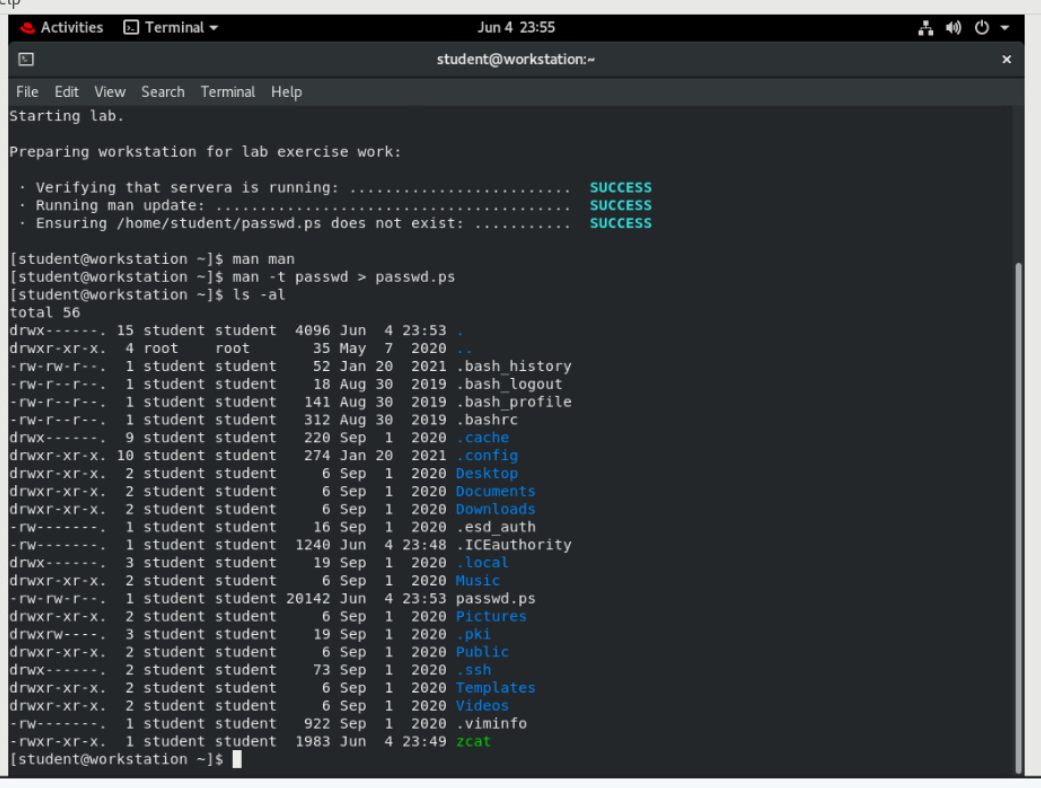 Activities Terminal Jun 4 23:55
student@workstation:~ ×
File Edit View Search Terminal Help
Starting lab.
Preparing workstation for lab exercise work:
· Verifying that servera is running: ......................... SUCCESS
· Running man update: ........................................ SUCCESS
· Ensuring /home/student/passwd.ps does not exist: ........... SUCCESS
[student@workstation ~]$ man man
[student@workstation ~]$ man -t passwd > passwd.ps
[student@workstation ~]$ ls -al
total 56
drwx------. 15 student student  4096 Jun  4 23:53 .
drwxr-xr-x.  4 root    root       35 May  7  2020 ..
-rw-rw-r--.  1 student student    52 Jan 20  2021 .bash_history
-rw-r--r--.  1 student student    18 Aug 30  2019 .bash_logout
-rw-r--r--.  1 student student   141 Aug 30  2019 .bash_profile
-rw-r--r--.  1 student student   312 Aug 30  2019 .bashrc
drwx------.  9 student student   220 Sep  1  2020 .cache
drwxr-xr-x. 10 student student   274 Jan 20  2021 .config
drwxr-xr-x.  2 student student     6 Sep  1  2020 Desktop
drwxr-xr-x.  2 student student     6 Sep  1  2020 Documents
drwxr-xr-x.  2 student student     6 Sep  1  2020 Downloads
-rw-------.  1 student student    16 Sep  1  2020 .esd_auth
-rw-------.  1 student student  1240 Jun  4 23:48 .ICEauthority
drwx------.  3 student student    19 Sep  1  2020 .local
drwxr-xr-x.  2 student student     6 Sep  1  2020 Music
-rw-rw-r--.  1 student student 20142 Jun  4 23:53 passwd.ps
drwxr-xr-x.  2 student student     6 Sep  1  2020 Pictures
drwxrw----.  3 student student    19 Sep  1  2020 .pki
drwxr-xr-x.  2 student student     6 Sep  1  2020 Public
drwx------.  2 student student    73 Sep  1  2020 .ssh
drwxr-xr-x.  2 student student     6 Sep  1  2020 Templates
drwxr-xr-x.  2 student student     6 Sep  1  2020 Videos
-rw-------.  1 student student   922 Sep  1  2020 .viminfo
-rwxr-xr-x.  1 student student  1983 Jun  4 23:49 zcat
[student@workstation ~]$